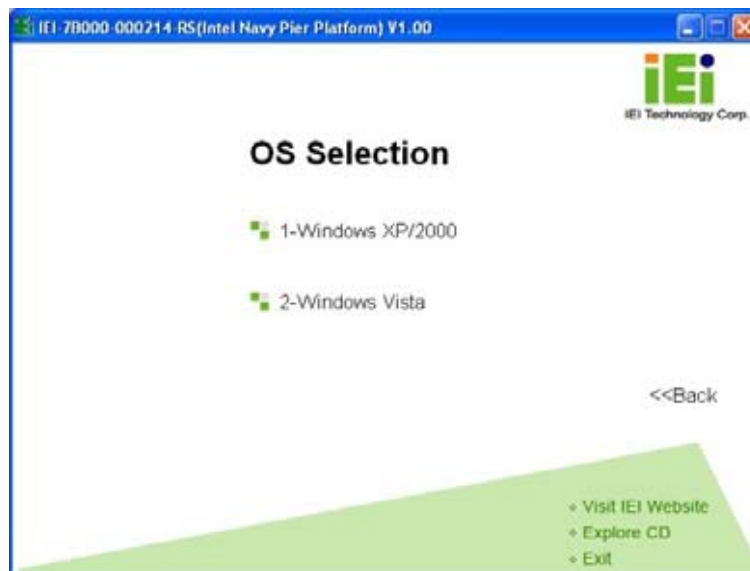 IEI-7B000-000214-RS(Intel Navy Pier Platform) V1.00
iEi
IEI Technology Corp.
OS Selection
1-Windows XP/2000
2-Windows Vista
<<Back
Visit IEI Website
Explore CD
Exit